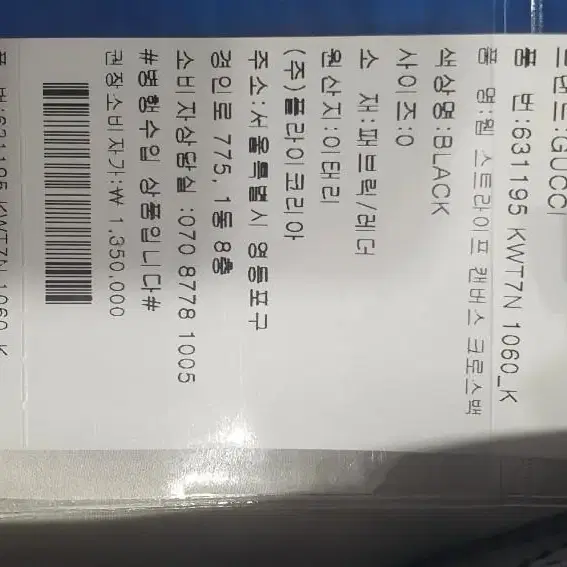 브랜드:GUCCI
품 번:631195 KWT7N 1060_K
품 명:웹 스트라이프 캔버스 크로스백
색상명:BLACK
사이즈:0
소 재:패브릭/레더
원산지:이태리
(주)플라이코리아
주소:서울특별시 영등포구
경인로 775, 1동 8층
소비자상담실 :070 8778 1005
#병행수입 상품입니다#
권장소비자가:₩ 1,350,000
품 번:631195 KWT7N 1060_K